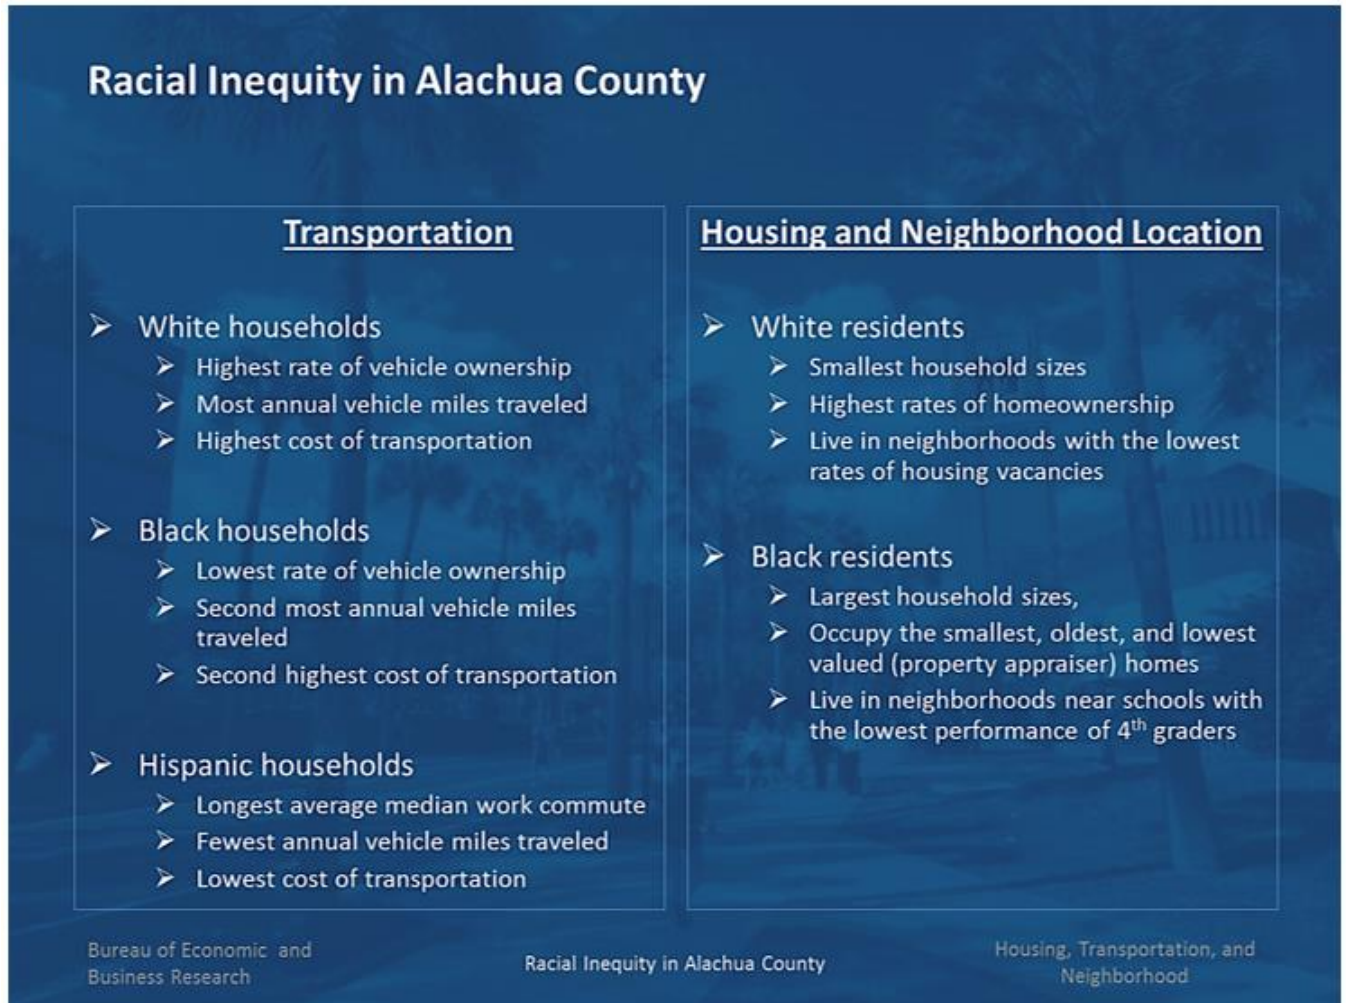 Racial Inequity in Alachua County
Transportation
➢ White households
➢ Highest rate of vehicle ownership
➢ Most annual vehicle miles traveled
➢ Highest cost of transportation
➢ Black households
➢ Lowest rate of vehicle ownership
➢ Second most annual vehicle miles
traveled
➢ Second highest cost of transportation
➢ Hispanic households
➢ Longest average median work commute
➢ Fewest annual vehicle miles traveled
➢ Lowest cost of transportation
Housing and Neighborhood Location
➢ White residents
➢ Smallest household sizes
➢ Highest rates of homeownership
➢ Live in neighborhoods with the lowest
rates of housing vacancies
➢ Black residents
➢ Largest household sizes,
➢ Occupy the smallest, oldest, and lowest
valued (property appraiser) homes
➢ Live in neighborhoods near schools with
the lowest performance of 4th graders
Bureau of Economic and
Business Research
Racial Inequity in Alachua County
Housing, Transportation, and
Neighborhood